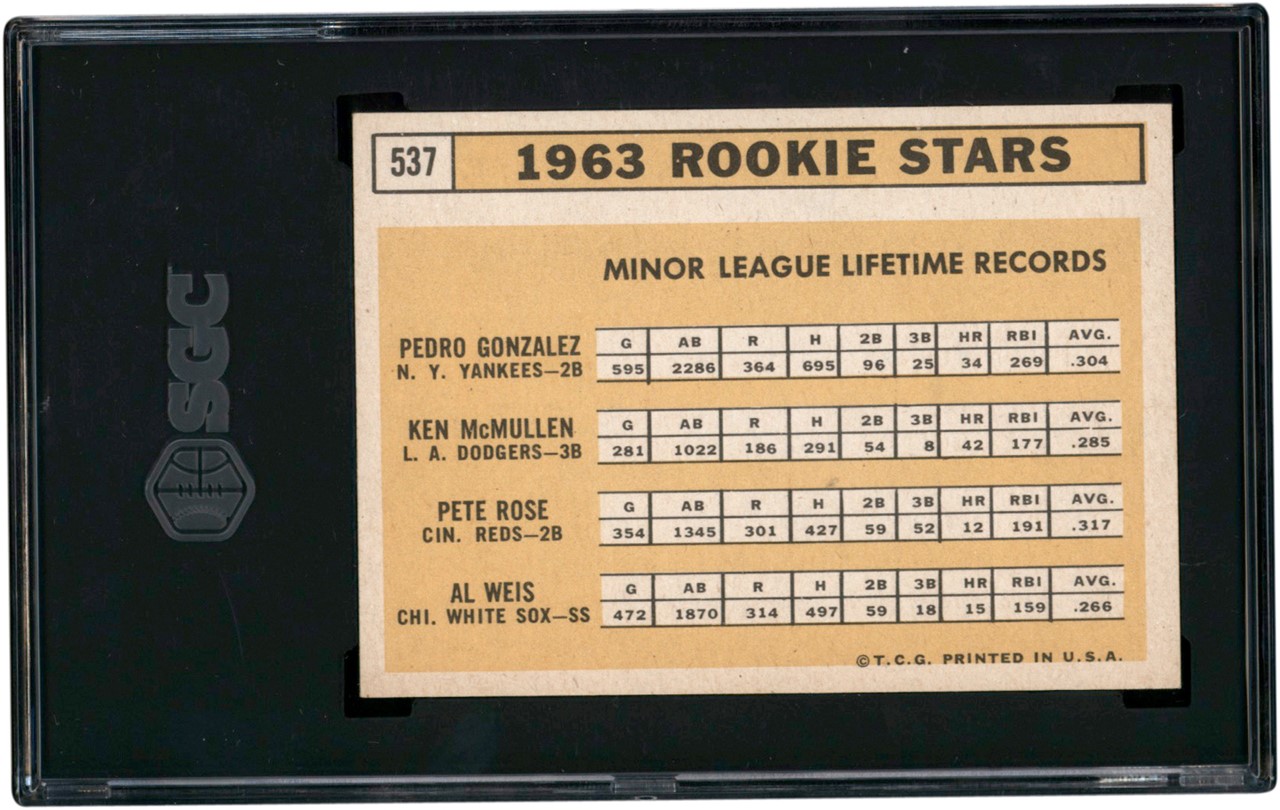 537 1963 ROOKIE STARS
MINOR LEAGUE LIFETIME RECORDS
PEDRO GONZALEZ G AB R H 2B 3B HR RBI AVG.
N. Y. YANKEES—2B 595 2286 364 695 96 25 34 269 .304
KEN McMULLEN G AB R H 2B 3B HR RBI AVG.
L. A. DODGERS—3B 281 1022 186 291 54 8 42 177 .285
PETE ROSE G AB R H 2B 3B HR RBI AVG.
CIN. REDS—2B 354 1345 301 427 59 52 12 191 .317
AL WEIS G AB R H 2B 3B HR RBI AVG.
CHI. WHITE SOX—SS 472 1870 314 497 59 18 15 159 .266
©T.C.G. PRINTED IN U.S.A.
SGC